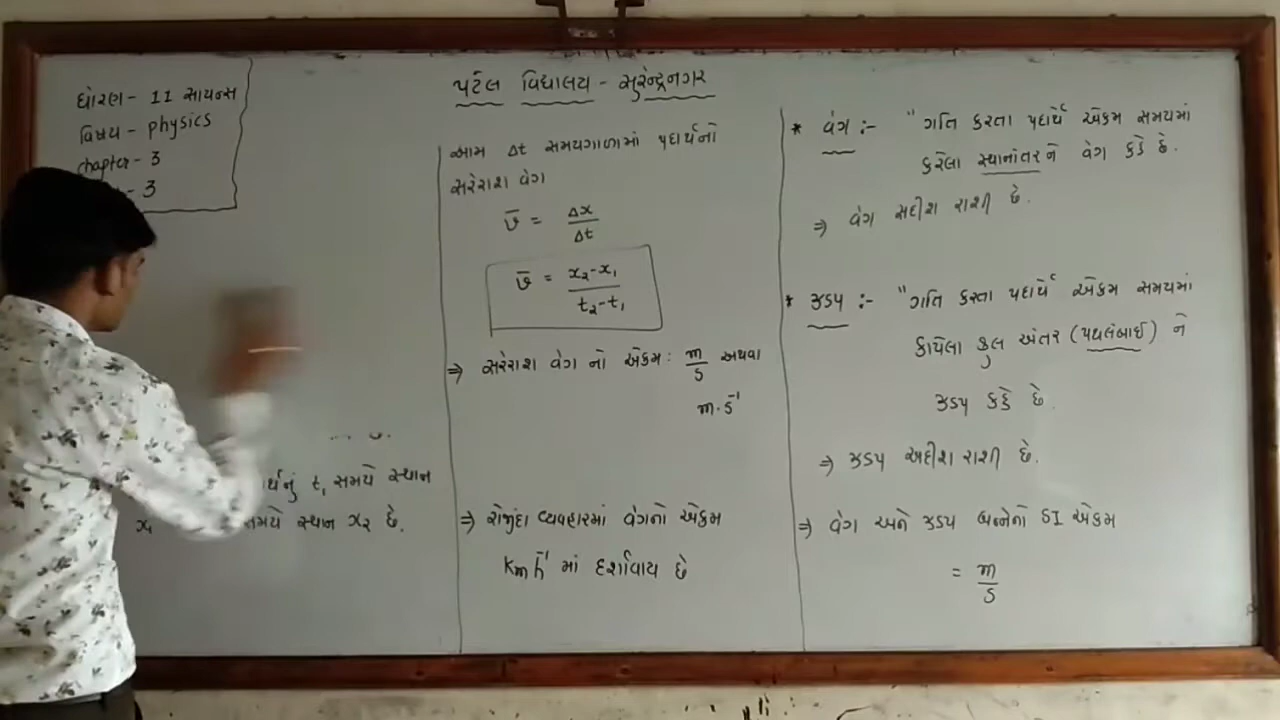 પટેલ વિદ્યાલય - સુરેન્દ્રનગર
ધોરણ - 11 સાયન્સ
વિષય - physics
chapter - 3
- 3
t₁ સમયે સ્થાન
x₁ સમયે સ્થાન x₂ છે.
આમ Δt સમયગાળામાં પદાર્થનો
સરેરાશ વેગ
v̄ = Δx / Δt
v̄ = x₂-x₁ / t₂-t₁
⇒ સરેરાશ વેગ નો એકમ: m/s અથવા
m·s⁻¹
⇒ રોજીંદા વ્યવહારમાં વેગનો એકમ
km h⁻¹ માં દર્શાવાય છે
* વેગ :- "ગતિ કરતા પદાર્થે એકમ સમયમાં
કરેલા સ્થાનાંતર ને વેગ કહે છે.
⇒ વેગ સદીશ રાશી છે.
* ઝડપ :- "ગતિ કરતા પદાર્થે એકમ સમયમાં
કાપેલા કુલ અંતર (પથલંબાઈ) ને
ઝડપ કહે છે.
⇒ ઝડપ અદીશ રાશી છે.
⇒ વેગ અને ઝડપ બન્નેનો SI એકમ
= m/s